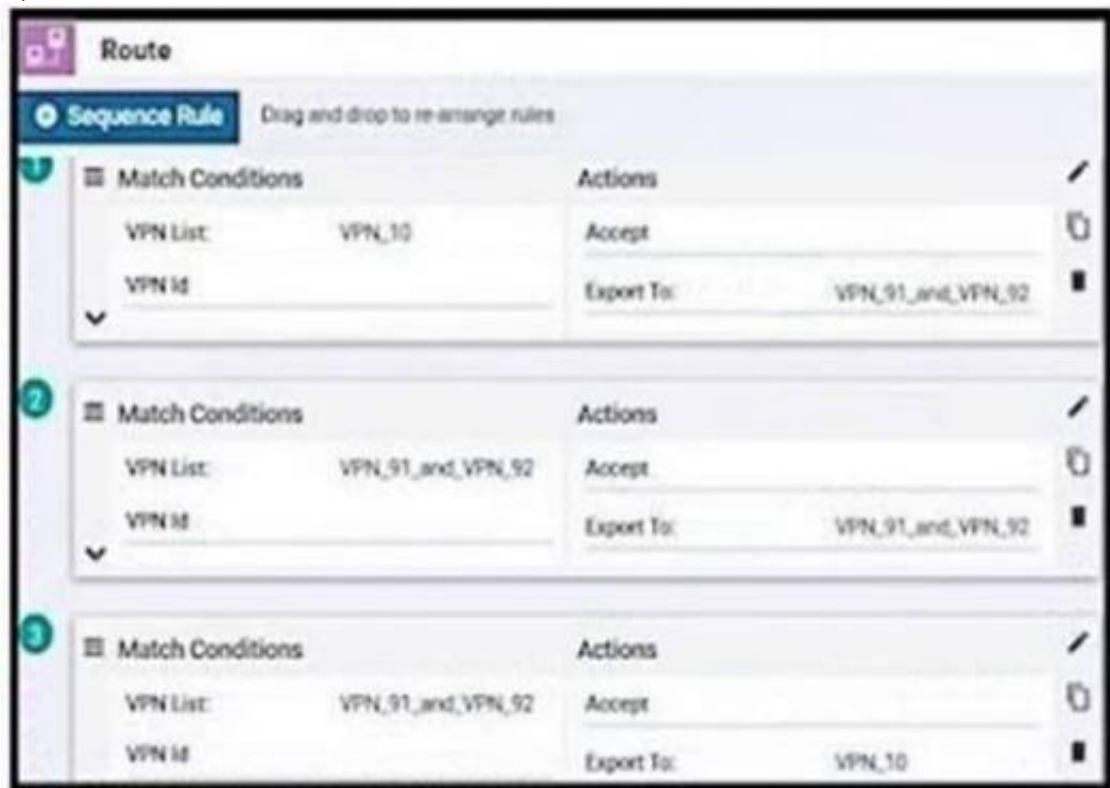 Route
Sequence Rule Drag and drop to re-arrange rules
1 Match Conditions Actions
VPN List: VPN_10 Accept
VPN Id Export To: VPN_91_and_VPN_92
2 Match Conditions Actions
VPN List: VPN_91_and_VPN_92 Accept
VPN Id Export To: VPN_91_and_VPN_92
3 Match Conditions Actions
VPN List: VPN_91_and_VPN_92 Accept
VPN Id Export To: VPN_10